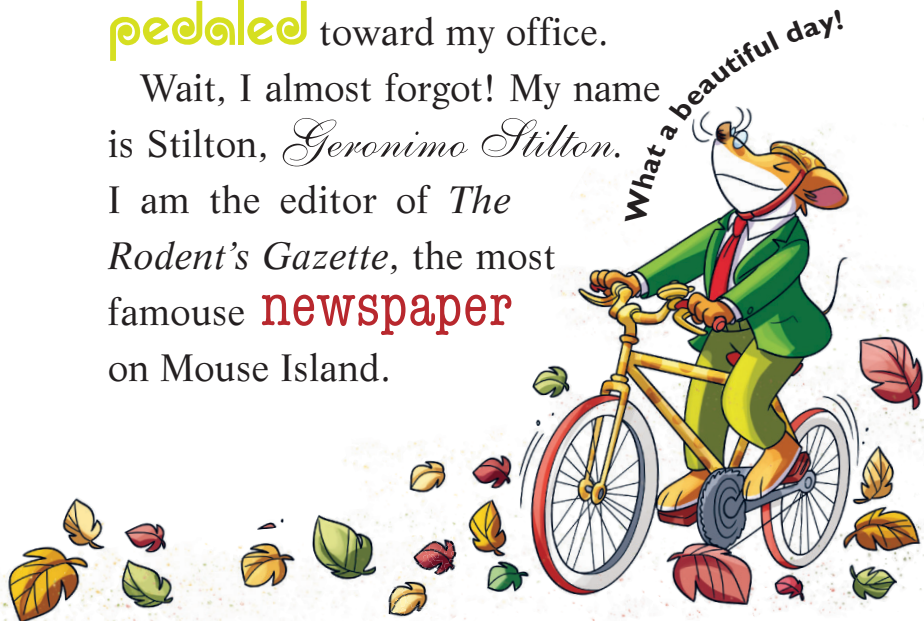 pedaled toward my office.
Wait, I almost forgot! My name
is Stilton, Geronimo Stilton.
I am the editor of The
Rodent's Gazette, the most
famouse newspaper
on Mouse Island.
What a beautiful day!